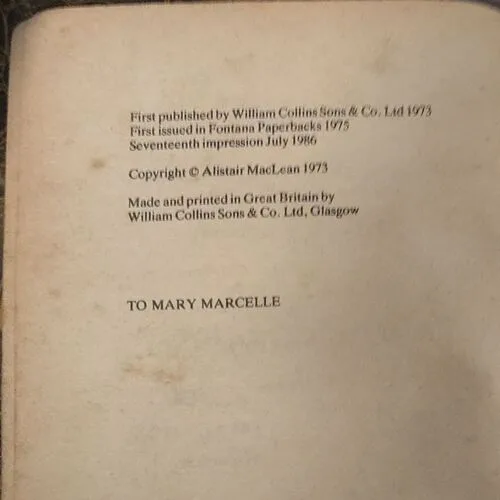 First published by William Collins Sons & Co. Ltd 1973
First issued in Fontana Paperbacks 1975
Seventeenth impression July 1986
Copyright © Alistair MacLean 1973
Made and printed in Great Britain by
William Collins Sons & Co. Ltd, Glasgow
TO MARY MARCELLE